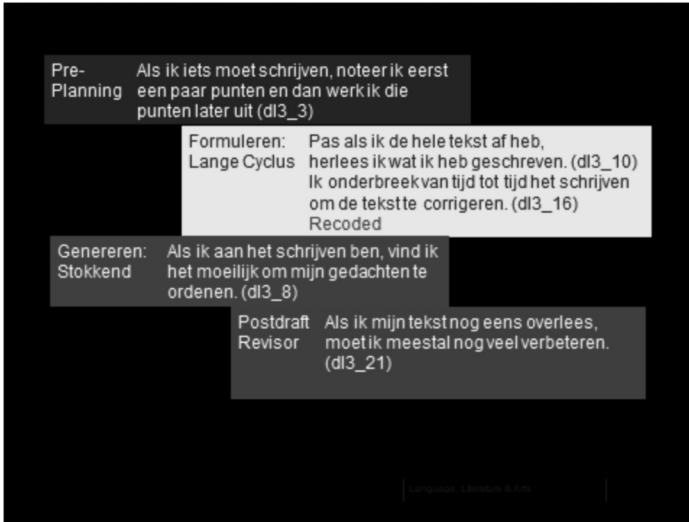 Pre- Als ik iets moet schrijven, noteer ik eerst
Planning een paar punten en dan werk ik die
punten later uit (dl3_3)
Formuleren: Pas als ik de hele tekst af heb,
Lange Cyclus herlees ik wat ik heb geschreven. (dl3_10)
Ik onderbreek van tijd tot tijd het schrijven
om de tekst te corrigeren. (dl3_16)
Recoded
Genereren: Als ik aan het schrijven ben, vind ik
Stokkend het moeilijk om mijn gedachten te
ordenen. (dl3_8)
Postdraft Als ik mijn tekst nog eens overlees,
Revisor moet ik meestal nog veel verbeteren.
(dl3_21)
Language, Literature & Arts